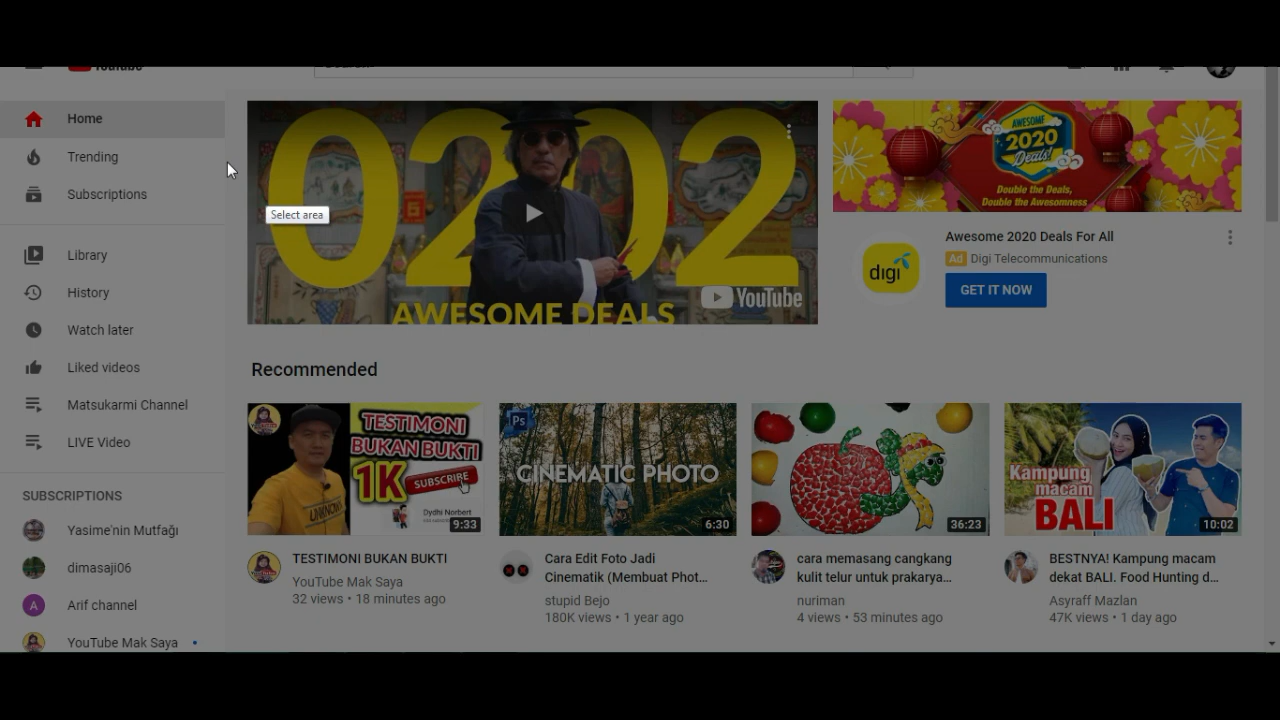 YouTube
Home
Trending
Subscriptions
Library
History
Watch later
Liked videos
Matsukarmi Channel
LIVE Video
SUBSCRIPTIONS
Yasime'nin Mutfağı
dimasaji06
A
Arif channel
YouTube Mak Saya
Select area
0202
AWESOME DEALS
YouTube
AWESOME
2020
Deals!
Double the Deals,
Double the Awesomness
digi
Awesome 2020 Deals For All
Ad Digi Telecommunications
GET IT NOW
Recommended
TESTIMONI
BUKAN BUKTI
1K SUBSCRIBE
UNKNOWN
Dydhi Norbert
9:33
TESTIMONI BUKAN BUKTI
YouTube Mak Saya
32 views • 18 minutes ago
Ps
CINEMATIC PHOTO
6:30
Cara Edit Foto Jadi
Cinematik (Membuat Phot...
stupid Bejo
180K views • 1 year ago
36:23
cara memasang cangkang
kulit telur untuk prakarya...
nuriman
4 views • 53 minutes ago
Kampung
macam
BALI
10:02
BESTNYA! Kampung macam
dekat BALI. Food Hunting d...
Asyraff Mazlan
47K views • 1 day ago